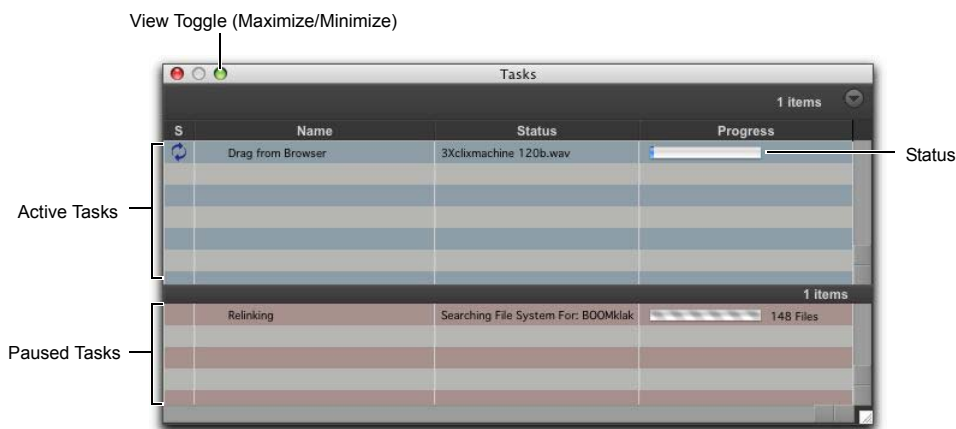 View Toggle (Maximize/Minimize)
Tasks
1 items
S Name Status Progress
Drag from Browser 3Xclixmachine 120b.wav
Status
Active Tasks
1 items
Relinking Searching File System For: BOOMklak 148 Files
Paused Tasks